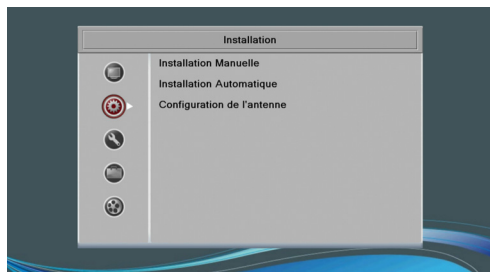 Installation
Installation Manuelle
Installation Automatique
Configuration de l'antenne